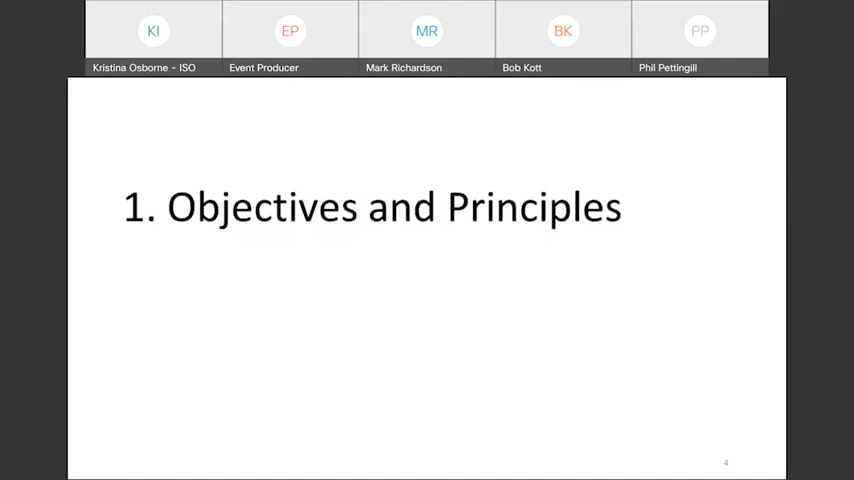 KI
EP
MR
BK
PP
Kristina Osborne - ISO
Event Producer
Mark Richardson
Bob Kott
Phil Pettingill
1. Objectives and Principles
4